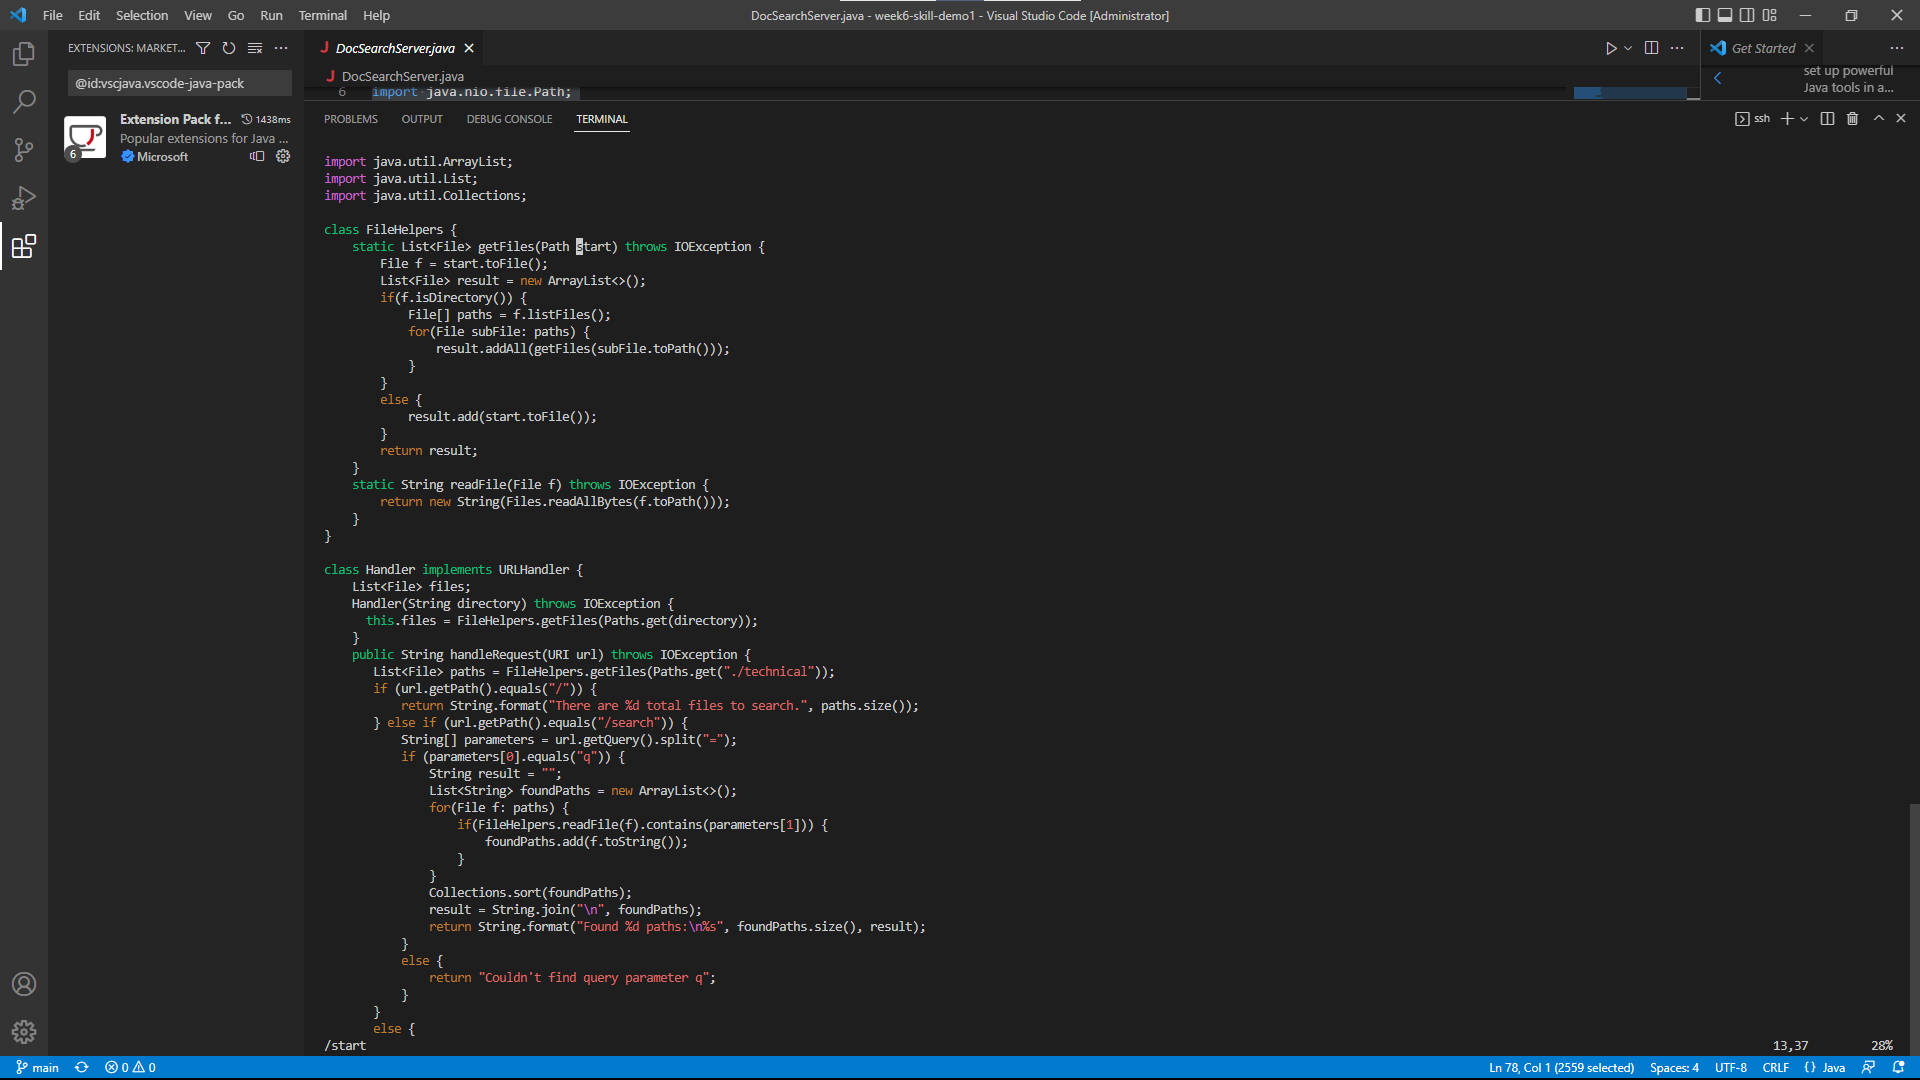 File Edit Selection View Go Run Terminal Help
DocSearchServer.java - week6-skill-demo1 - Visual Studio Code [Administrator]
EXTENSIONS: MARKET...
@id:vscjava.vscode-java-pack
Extension Pack f... 1438ms
Popular extensions for Java ...
Microsoft
6
DocSearchServer.java
DocSearchServer.java
6 import java.nio.file.Path;
Get Started
set up powerful
Java tools in a...
PROBLEMS OUTPUT DEBUG CONSOLE TERMINAL
ssh
import java.util.ArrayList;
import java.util.List;
import java.util.Collections;
class FileHelpers {
    static List<File> getFiles(Path start) throws IOException {
        File f = start.toFile();
        List<File> result = new ArrayList<>();
        if(f.isDirectory()) {
            File[] paths = f.listFiles();
            for(File subFile: paths) {
                result.addAll(getFiles(subFile.toPath()));
            }
        }
        else {
            result.add(start.toFile());
        }
        return result;
    }
    static String readFile(File f) throws IOException {
        return new String(Files.readAllBytes(f.toPath()));
    }
}
class Handler implements URLHandler {
    List<File> files;
    Handler(String directory) throws IOException {
      this.files = FileHelpers.getFiles(Paths.get(directory));
    }
    public String handleRequest(URI url) throws IOException {
       List<File> paths = FileHelpers.getFiles(Paths.get("./technical"));
       if (url.getPath().equals("/")) {
           return String.format("There are %d total files to search.", paths.size());
       } else if (url.getPath().equals("/search")) {
           String[] parameters = url.getQuery().split("=");
           if (parameters[0].equals("q")) {
               String result = "";
               List<String> foundPaths = new ArrayList<>();
               for(File f: paths) {
                   if(FileHelpers.readFile(f).contains(parameters[1])) {
                       foundPaths.add(f.toString());
                   }
               }
               Collections.sort(foundPaths);
               result = String.join("\n", foundPaths);
               return String.format("Found %d paths:\n%s", foundPaths.size(), result);
           }
           else {
               return "Couldn't find query parameter q";
           }
       }
       else {
/start 13,37 28%
main 0 0 Ln 78, Col 1 (2559 selected) Spaces: 4 UTF-8 CRLF {} Java